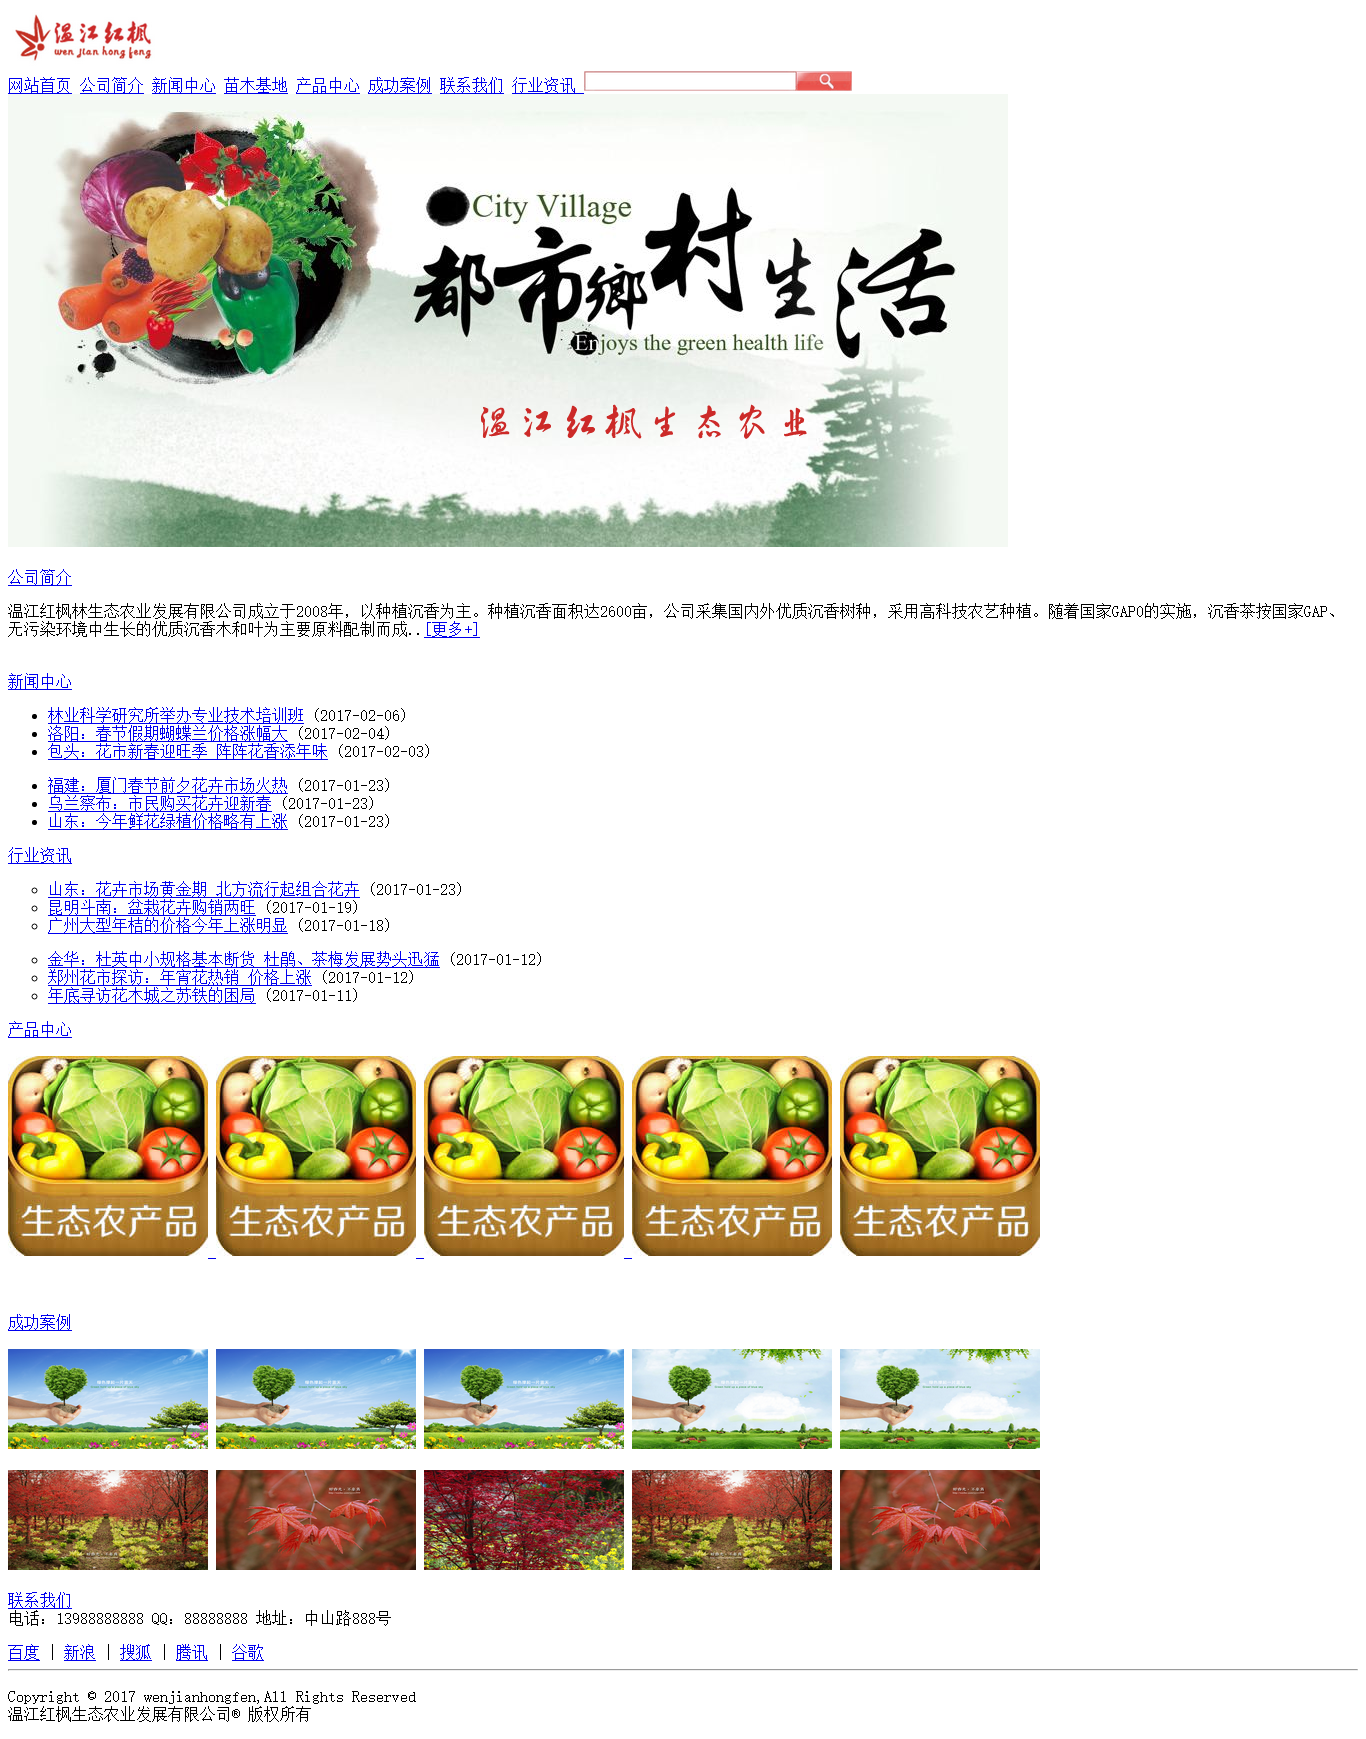 温江红枫
wen jian hong feng
网站首页 公司简介 新闻中心 苗木基地 产品中心 成功案例 联系我们 行业资讯
City Village
都市鄉村生活
Enjoys the green health life
温江红枫生态农业
公司简介
温江红枫林生态农业发展有限公司成立于2008年，以种植沉香为主。种植沉香面积达2600亩，公司采集国内外优质沉香树种，采用高科技农艺种植。随着国家GAP0的实施，沉香茶按国家GAP、
无污染环境中生长的优质沉香木和叶为主要原料配制而成..[更多+]
新闻中心
林业科学研究所举办专业技术培训班 (2017-02-06)
洛阳：春节假期蝴蝶兰价格涨幅大 (2017-02-04)
包头：花市新春迎旺季 阵阵花香添年味 (2017-02-03)
福建：厦门春节前夕花卉市场火热 (2017-01-23)
乌兰察布：市民购买花卉迎新春 (2017-01-23)
山东：今年鲜花绿植价格略有上涨 (2017-01-23)
行业资讯
山东：花卉市场黄金期 北方流行起组合花卉 (2017-01-23)
昆明斗南：盆栽花卉购销两旺 (2017-01-19)
广州大型年桔的价格今年上涨明显 (2017-01-18)
金华：杜英中小规格基本断货 杜鹃、茶梅发展势头迅猛 (2017-01-12)
郑州花市探访：年宵花热销 价格上涨 (2017-01-12)
年底寻访花木城之苏铁的困局 (2017-01-11)
产品中心
生态农产品 生态农产品 生态农产品 生态农产品 生态农产品
成功案例
联系我们
电话：13988888888 QQ：88888888 地址：中山路888号
百度 | 新浪 | 搜狐 | 腾讯 | 谷歌
Copyright © 2017 wenjianhongfen,All Rights Reserved
温江红枫生态农业发展有限公司® 版权所有